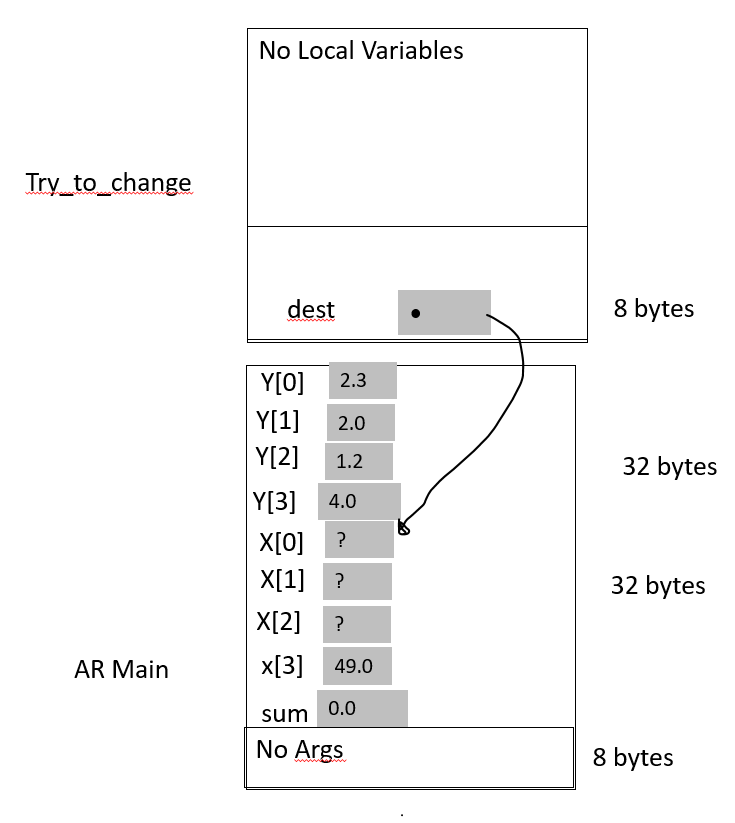 No Local Variables
Try_to_change
dest
8 bytes
Y[0] 2.3
Y[1] 2.0
Y[2] 1.2
32 bytes
Y[3] 4.0
X[0] ?
X[1] ?
32 bytes
X[2] ?
AR Main
x[3] 49.0
sum 0.0
No Args
8 bytes